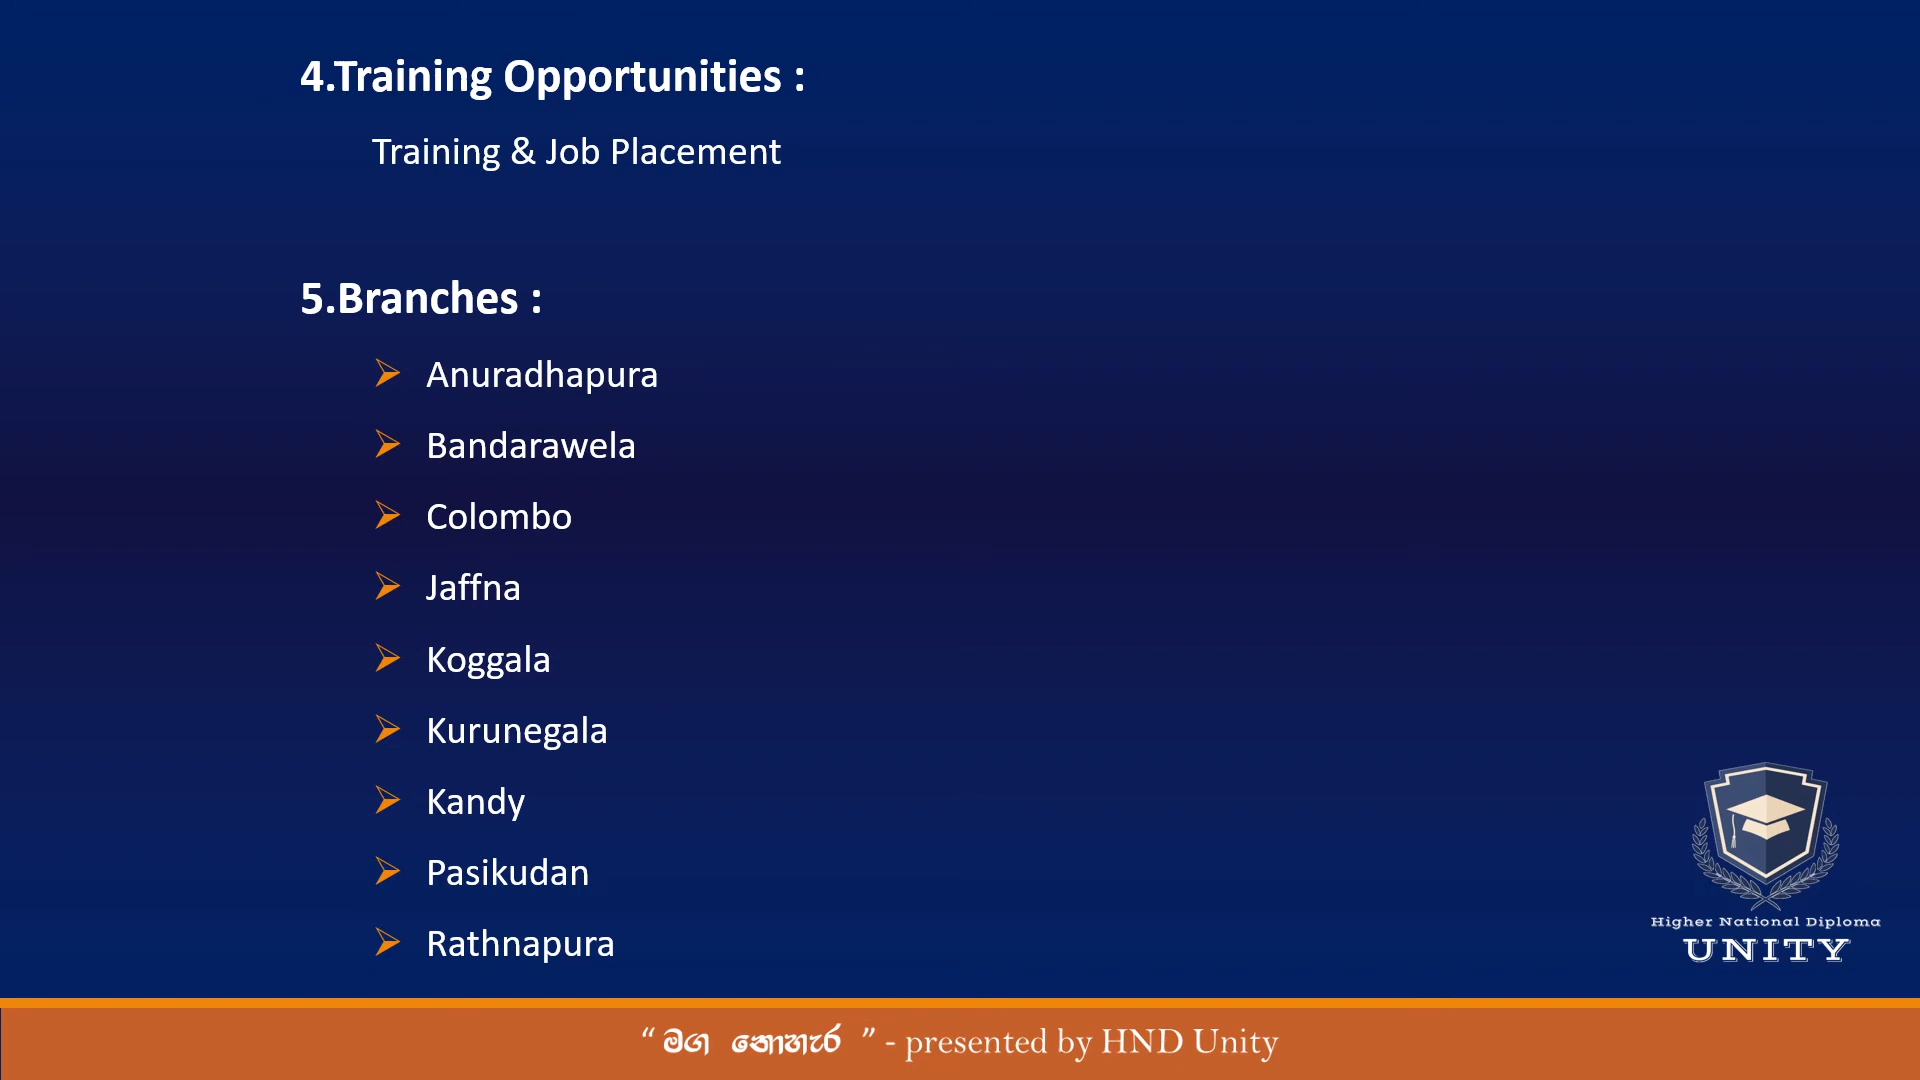 4.Training Opportunities :
Training & Job Placement
5.Branches :
Anuradhapura
Bandarawela
Colombo
Jaffna
Koggala
Kurunegala
Kandy
Pasikudan
Rathnapura
Higher National Diploma
UNITY
“ මග නොහැර ” - presented by HND Unity